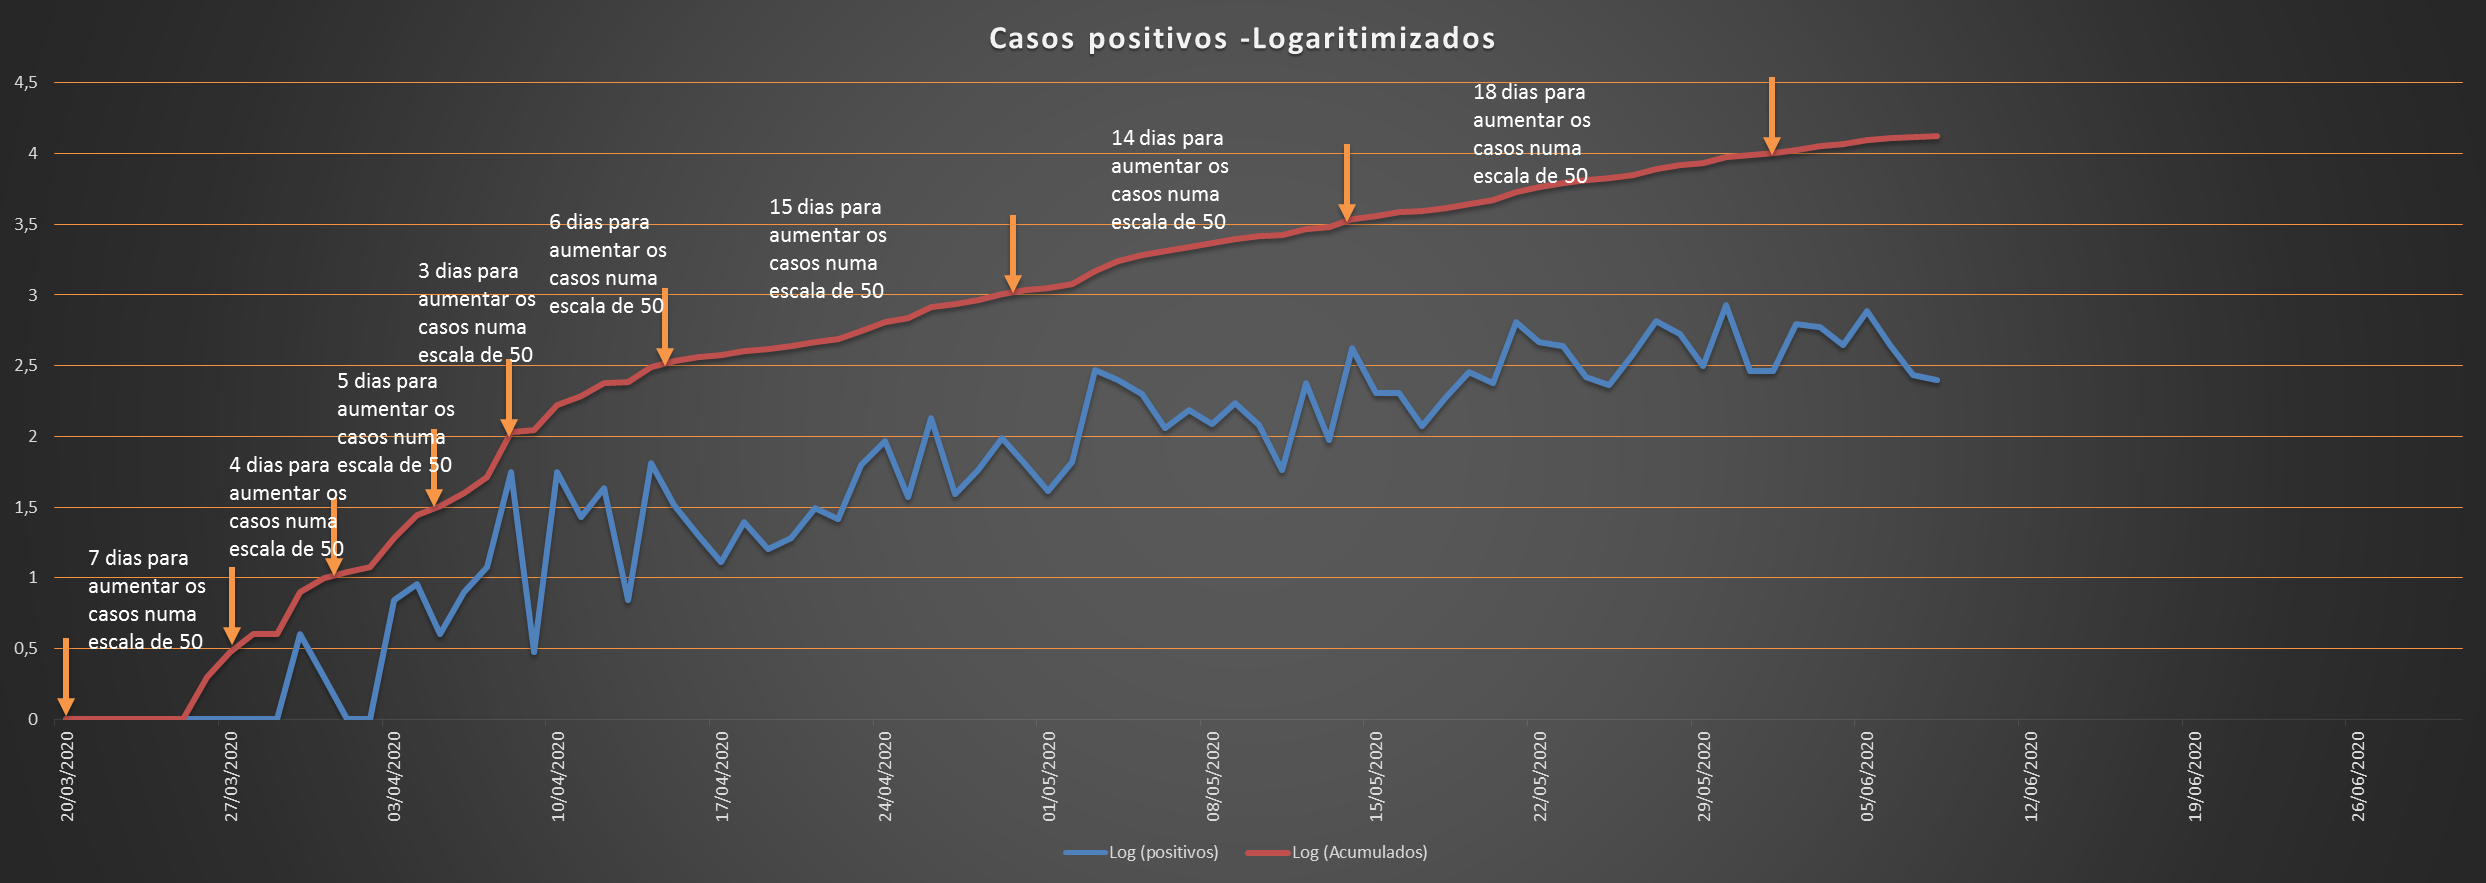 Casos positivos -Logaritimizados
4,5
4
3,5
3
2,5
2
1,5
1
0,5
0
7 dias para
aumentar os
casos numa
escala de 50
4 dias para
aumentar os
casos numa
escala de 50
5 dias para
aumentar os
casos numa
escala de 50
3 dias para
aumentar os
casos numa
escala de 50
6 dias para
aumentar os
casos numa
escala de 50
15 dias para
aumentar os
casos numa
escala de 50
14 dias para
aumentar os
casos numa
escala de 50
18 dias para
aumentar os
casos numa
escala de 50
20/03/2020
27/03/2020
03/04/2020
10/04/2020
17/04/2020
24/04/2020
01/05/2020
08/05/2020
15/05/2020
22/05/2020
29/05/2020
05/06/2020
12/06/2020
19/06/2020
26/06/2020
Log (positivos)
Log (Acumulados)